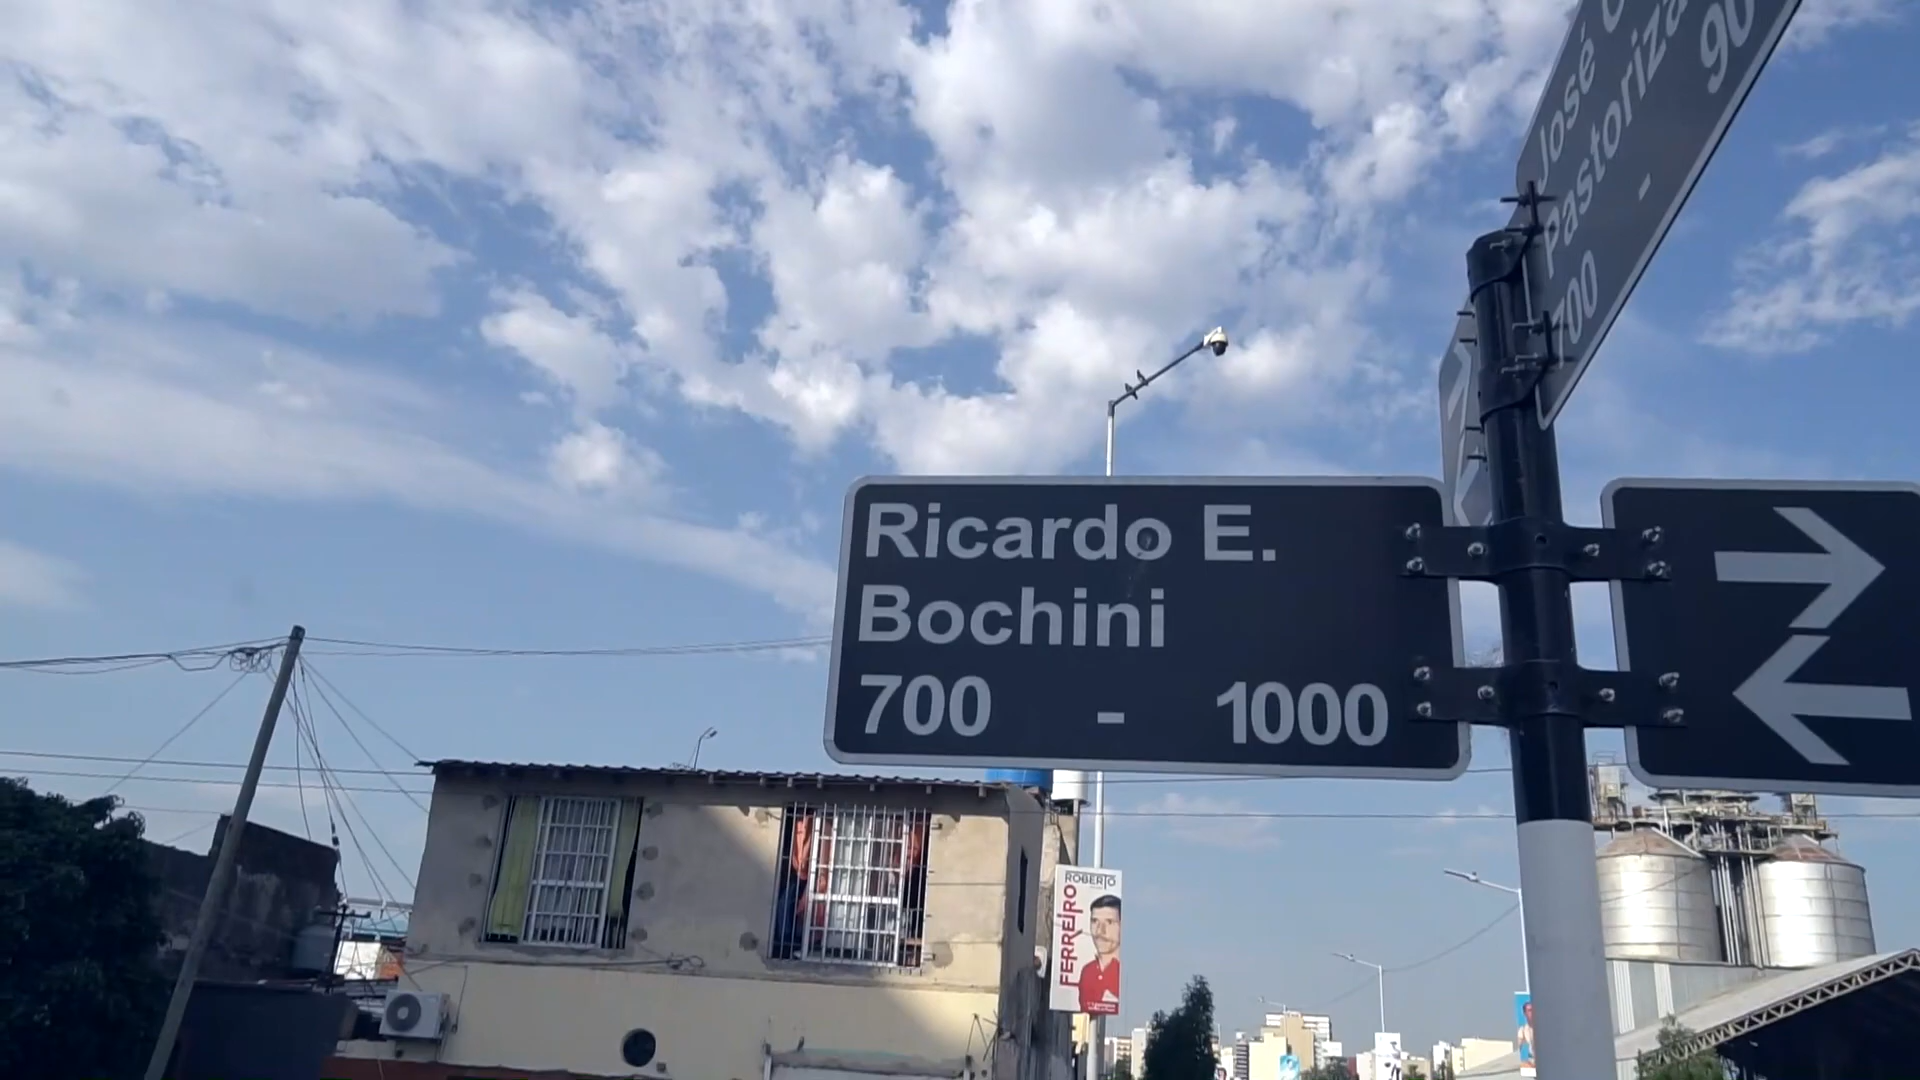 José
Pastoriza
700 - 90
Ricardo E.
Bochini
700 - 1000
ROBERTO
FERREIRO